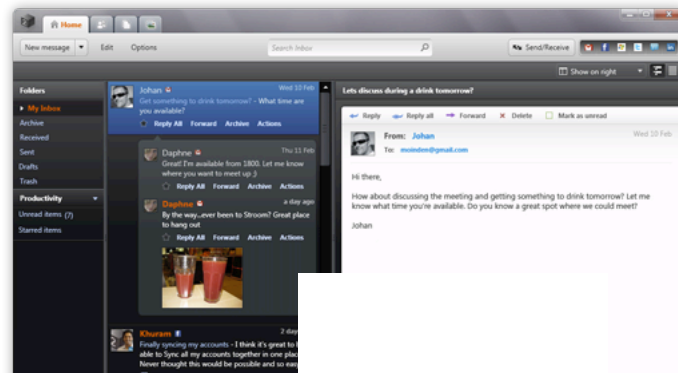 Home
New message
Edit
Options
Search Inbox
Send/Receive
Show on right
Folders
My Inbox
Archive
Received
Sent
Drafts
Trash
Productivity
Unread items (7)
Starred items
Johan
Wed 10 Feb
Get something to drink tomorrow? - What time are
you available?
Reply All Forward Archive Actions
Daphne
Thu 11 Feb
Great! I'm available from 1800. Let me know
where you want to meet up ;)
Reply All Forward Archive Actions
Daphne
a day ago
By the way...ever been to Stroom? Great place
to hang out
Reply All Forward Archive Actions
Khuram
2 day
Finally syncing my accounts - I think it's great to
able to Sync all my accounts together in one plac
Never thought this would be possible and so easy
Lets discuss during a drink tomorrow?
Reply Reply all Forward Delete Mark as unread
From: Johan
Wed 10 Feb
To: moinden@gmail.com
Hi there,
How about discussing the meeting and getting something to drink tomorrow? Let me
know what time you're available. Do you know a great spot where we could meet?
Johan